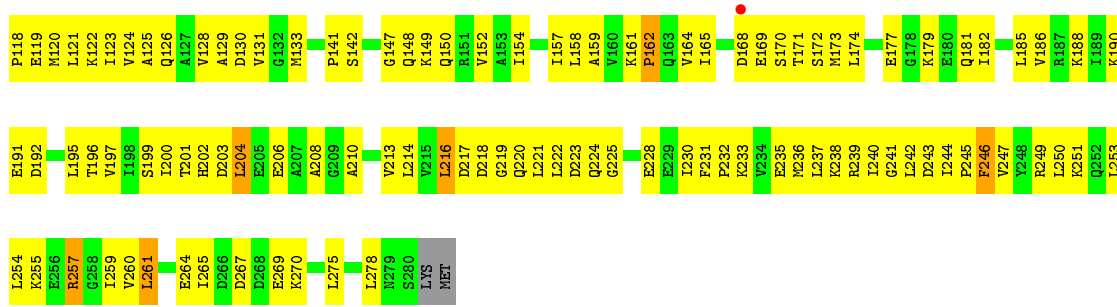 P118 E119 M120 L121 K122 I123 V124 A125 Q126 A127 V128 A129 D130 V131 G132 M133 P141 S142 G147 Q148 K149 Q150 R151 V152 A153 I154 I157 L158 A159 V160 K161 P162 Q163 V164 I165 D168 E169 S170 T171 S172 M173 L174 E177 G178 K179 E180 Q181 I182 L185 V186 R187 K188 I189 K190
E191 D192 L195 T196 V197 I198 S199 I200 T201 H202 D203 L204 E205 E206 A207 A208 G209 A210 V213 L214 V215 L216 D217 D218 G219 Q220 L221 L222 D223 Q224 G225 E228 E229 I230 F231 P232 K233 V234 E235 M236 L237 K238 R239 I240 G241 L242 D243 I244 P245 F246 V247 Y248 R249 L250 K251 Q252 L253
L254 K255 E256 R257 G258 I259 V260 L261 E264 I265 D266 D267 D268 E269 K270 L275 L278 N279 S280 LYS MET